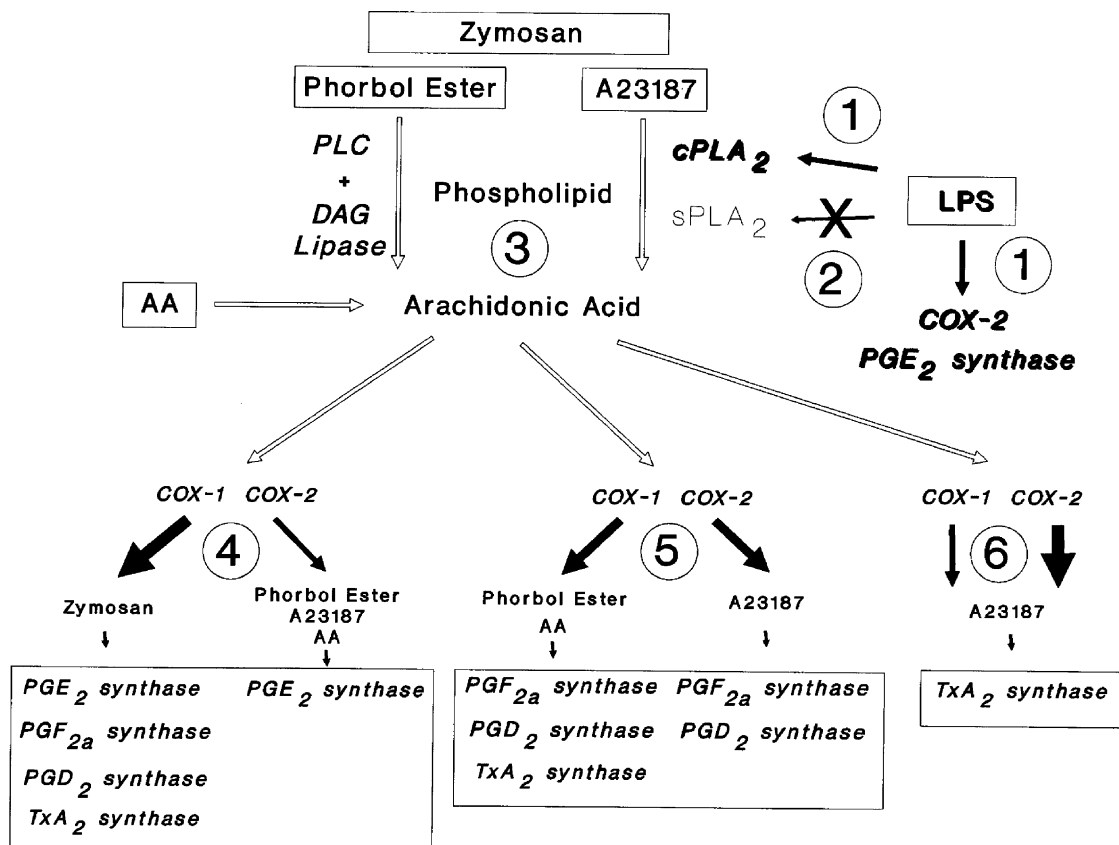 Zymosan
Phorbol Ester
A23187
PLC
+
DAG
Lipase
Phospholipid
3
cPLA2
1
sPLA2
X
2
LPS
1
COX-2
PGE2 synthase
AA
Arachidonic Acid
COX-1 COX-2
4
Zymosan
Phorbol Ester
A23187
AA
PGE2 synthase
PGF2a synthase
PGD2 synthase
TxA2 synthase
PGE2 synthase
COX-1 COX-2
5
Phorbol Ester
AA
A23187
PGF2a synthase
PGD2 synthase
TxA2 synthase
PGF2a synthase
PGD2 synthase
COX-1 COX-2
6
A23187
TxA2 synthase